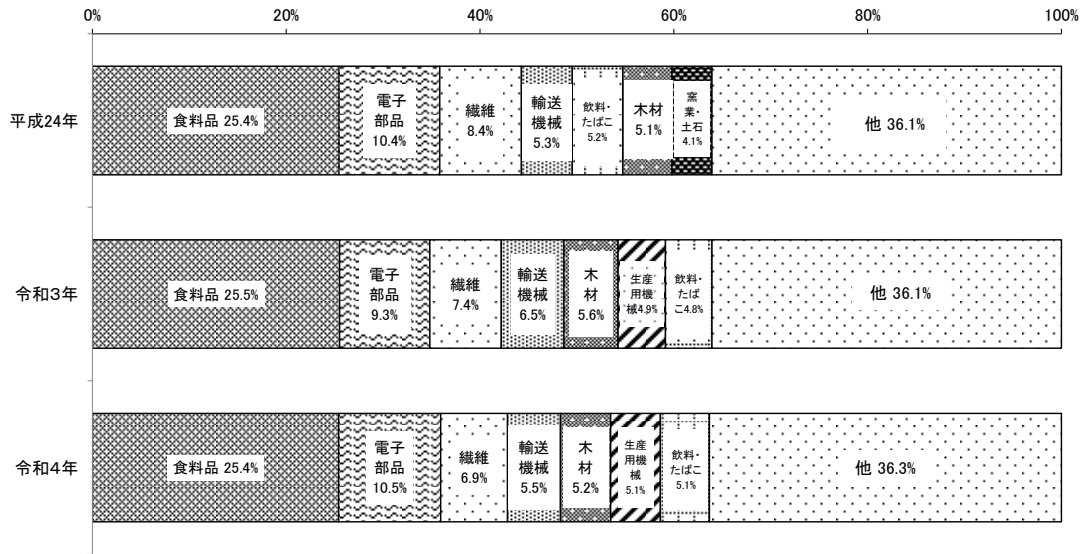 0%
20%
40%
60%
80%
100%
平成24年
食料品 25.4%
電子
部品
10.4%
繊維
8.4%
輸送
機械
5.3%
飲料・
たばこ
5.2%
木材
5.1%
窯
業・
土石
4.1%
他 36.1%
令和3年
食料品 25.5%
電子
部品
9.3%
繊維
7.4%
輸送
機械
6.5%
木
材
5.6%
生産
用機
械4.9%
飲料・
たば
こ4.8%
他 36.1%
令和4年
食料品 25.4%
電子
部品
10.5%
繊維
6.9%
輸送
機械
5.5%
木
材
5.2%
生産
用機
械
5.1%
飲料・
たばこ
5.1%
他 36.3%